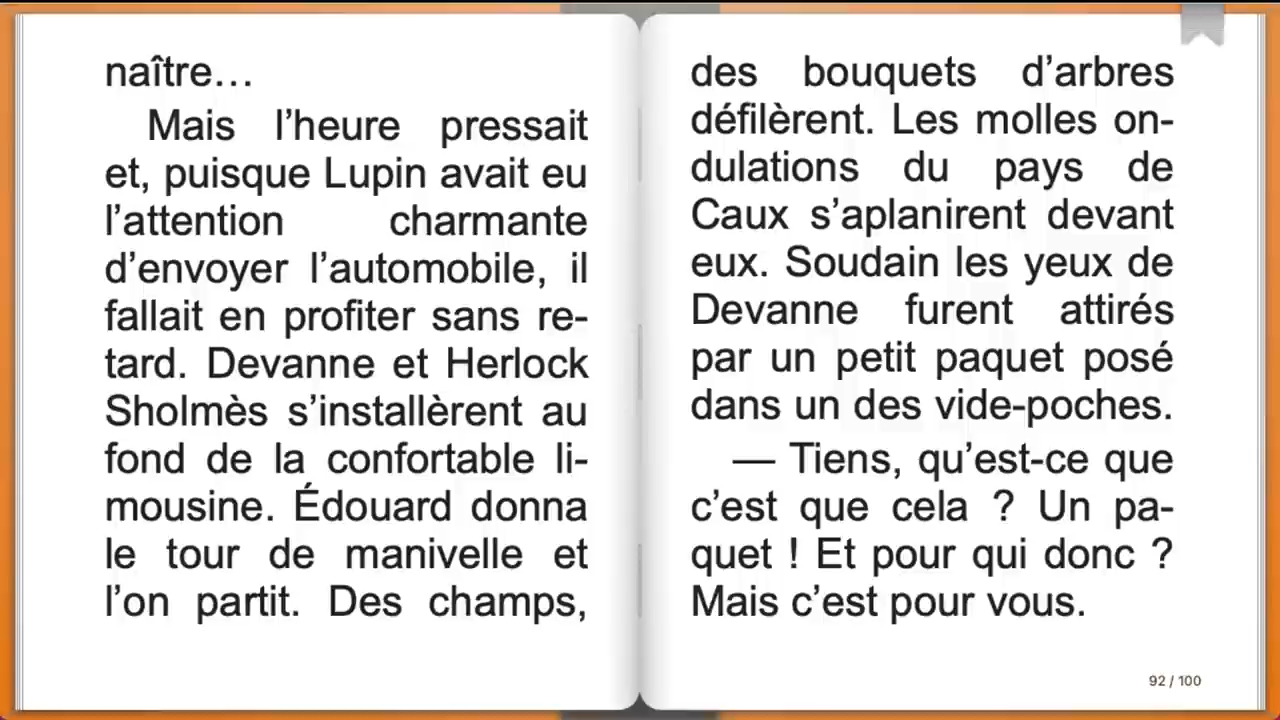 naître…
Mais l’heure pressait
et, puisque Lupin avait eu
l’attention charmante
d’envoyer l’automobile, il
fallait en profiter sans re-
tard. Devanne et Herlock
Sholmès s’installèrent au
fond de la confortable li-
mousine. Édouard donna
le tour de manivelle et
l’on partit. Des champs,
des bouquets d’arbres
défilèrent. Les molles on-
dulations du pays de
Caux s’aplanirent devant
eux. Soudain les yeux de
Devanne furent attirés
par un petit paquet posé
dans un des vide-poches.
— Tiens, qu’est-ce que
c’est que cela ? Un pa-
quet ! Et pour qui donc ?
Mais c’est pour vous.
92 / 100